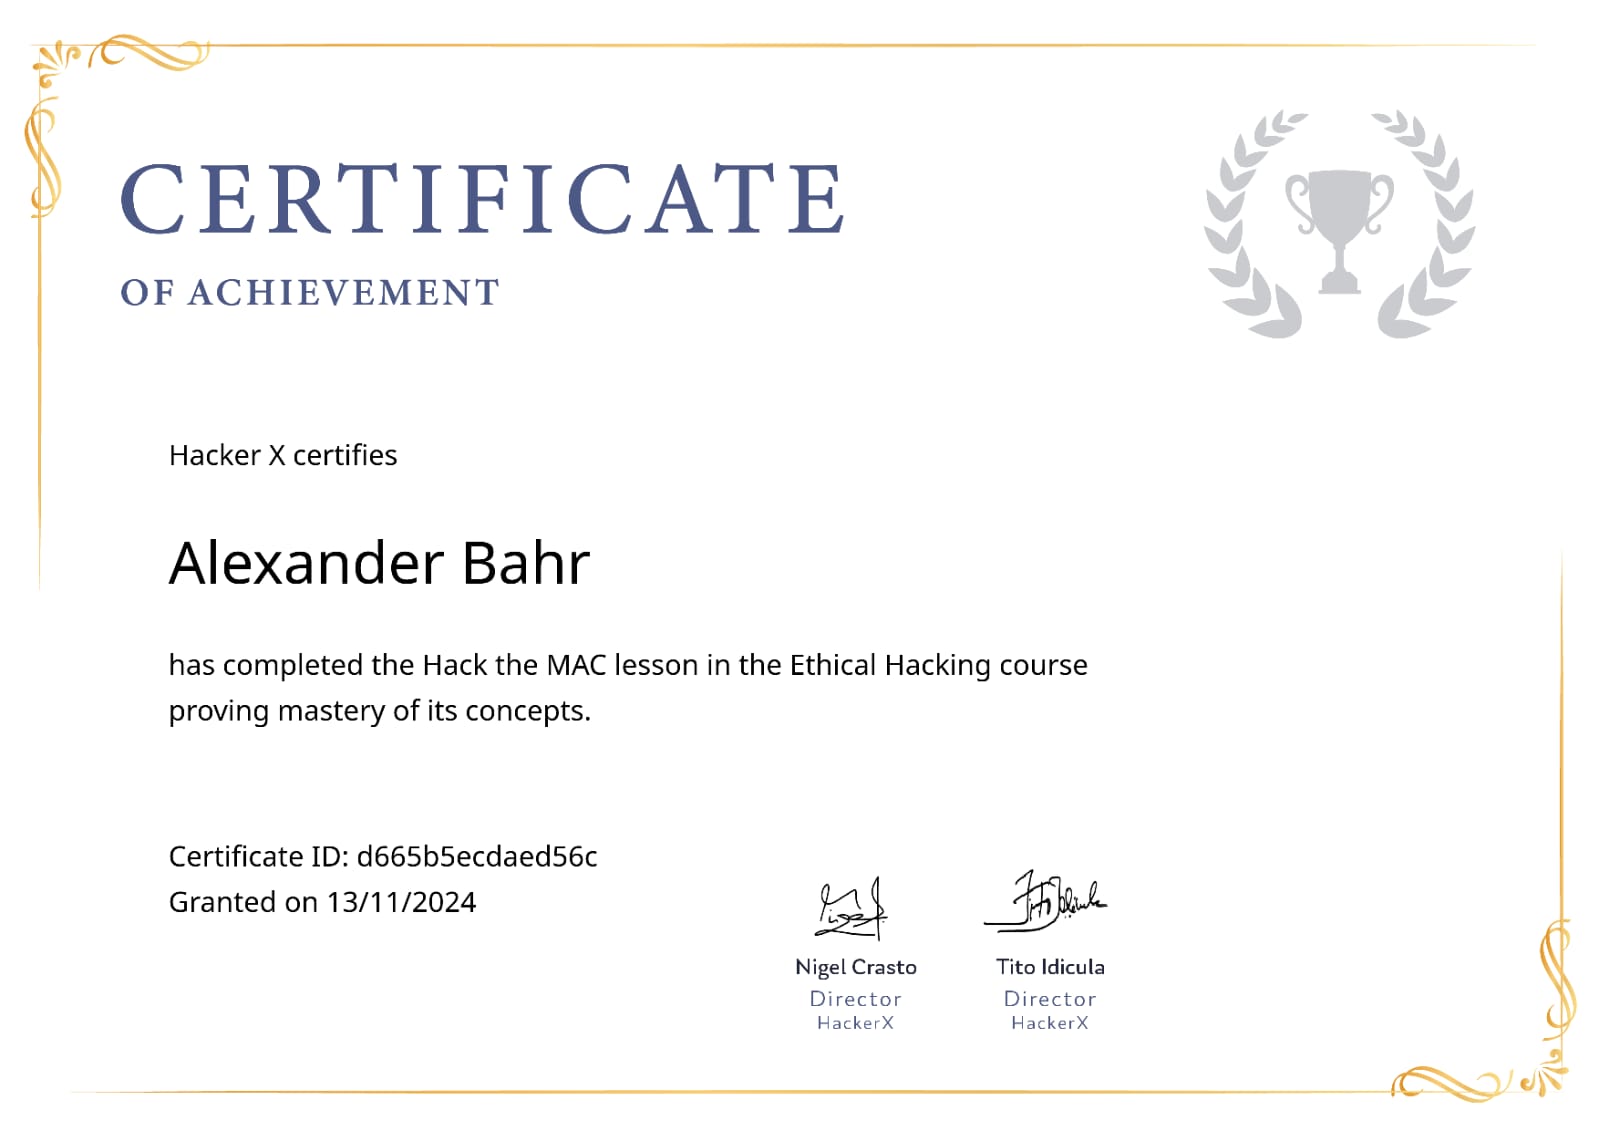 CERTIFICATE
OF ACHIEVEMENT
Hacker X certifies
Alexander Bahr
has completed the Hack the MAC lesson in the Ethical Hacking course
proving mastery of its concepts.
Certificate ID: d665b5ecdaed56c
Granted on 13/11/2024
Nigel Crasto
Director
HackerX
Tito Idicula
Director
HackerX